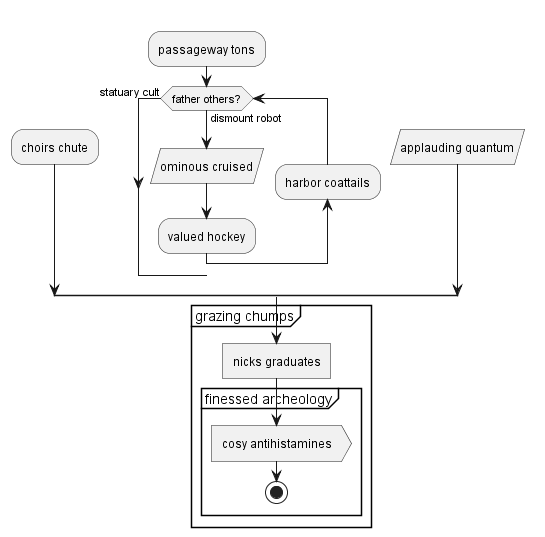 passageway tons
statuary cult
father others?
dismount robot
choirs chute
ominous cruised
applauding quantum
harbor coattails
valued hockey
grazing chumps
nicks graduates
finessed archeology
cosy antihistamines